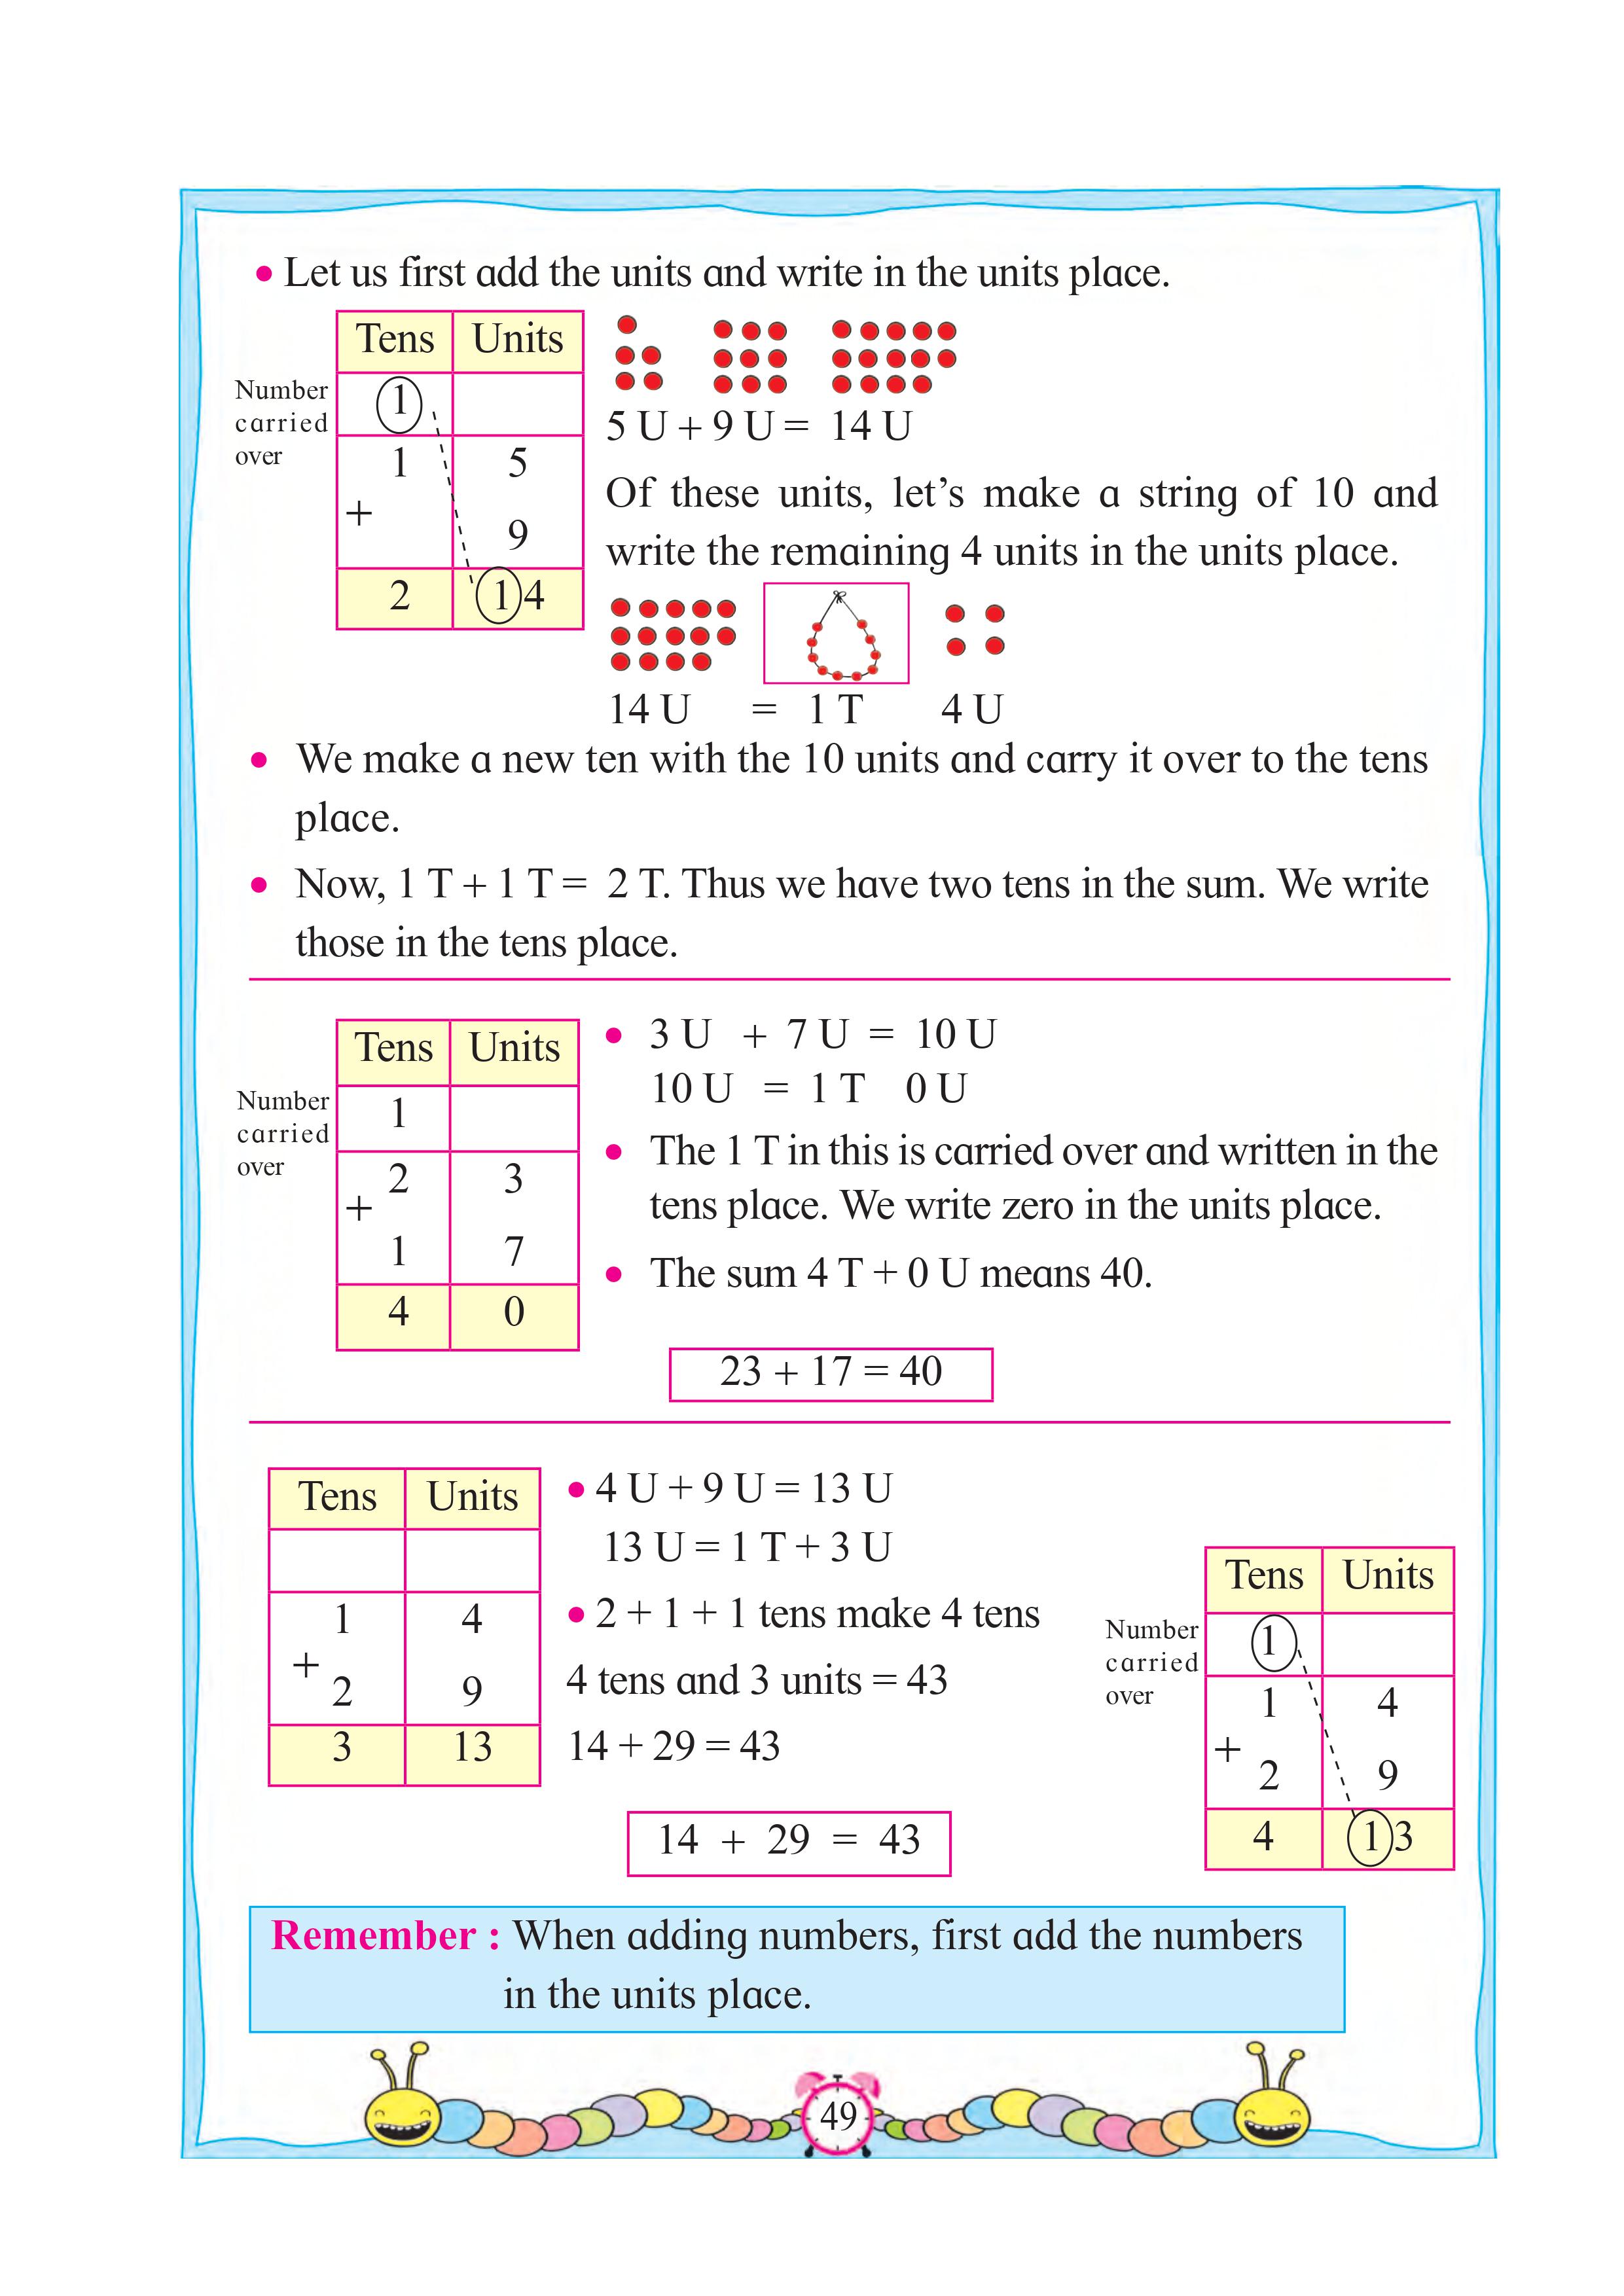 • Let us first add the units and write in the units place.
Tens Units
Number carried over
1
1 5
+
9
2 14
5 U + 9 U = 14 U
Of these units, let’s make a string of 10 and
write the remaining 4 units in the units place.
14 U = 1 T 4 U
• We make a new ten with the 10 units and carry it over to the tens
place.
• Now, 1 T + 1 T = 2 T. Thus we have two tens in the sum. We write
those in the tens place.
Tens Units
Number carried over
1
2 3
+
1 7
4 0
• 3 U + 7 U = 10 U
10 U = 1 T 0 U
• The 1 T in this is carried over and written in the
tens place. We write zero in the units place.
• The sum 4 T + 0 U means 40.
23 + 17 = 40
Tens Units
1 4
+
2 9
3 13
• 4 U + 9 U = 13 U
13 U = 1 T + 3 U
• 2 + 1 + 1 tens make 4 tens
4 tens and 3 units = 43
14 + 29 = 43
14 + 29 = 43
Tens Units
Number carried over
1
1 4
+
2 9
4 13
Remember : When adding numbers, first add the numbers
in the units place.
49